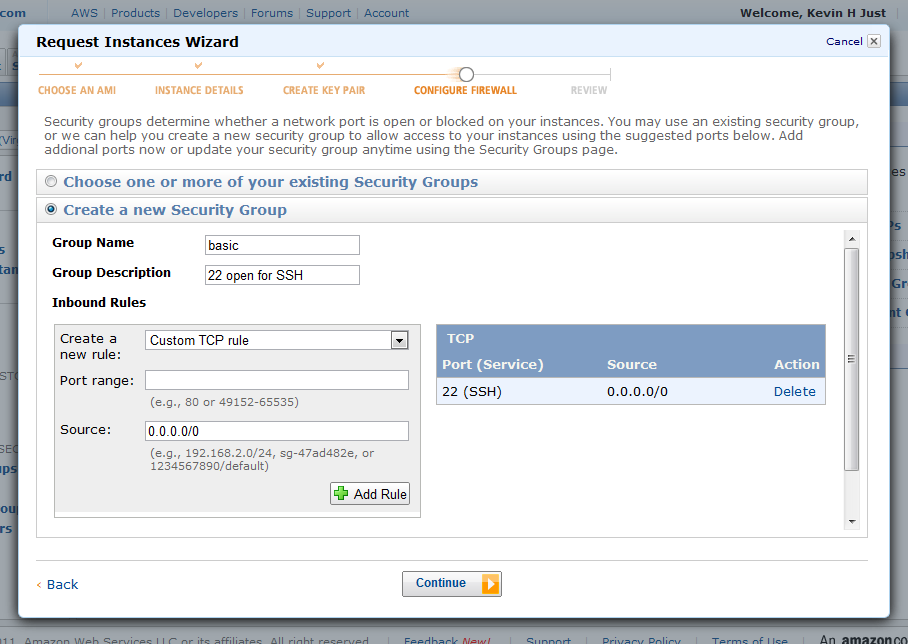 com AWS Products Developers Forums Support Account Welcome, Kevin H Just
Request Instances Wizard Cancel
CHOOSE AN AMI INSTANCE DETAILS CREATE KEY PAIR CONFIGURE FIREWALL REVIEW
Security groups determine whether a network port is open or blocked on your instances. You may use an existing security group,
or we can help you create a new security group to allow access to your instances using the suggested ports below. Add
addional ports now or update your security group anytime using the Security Groups page.
Choose one or more of your existing Security Groups
Create a new Security Group
Group Name basic
Group Description 22 open for SSH
Inbound Rules
Create a
new rule:
Custom TCP rule
Port range:
(e.g., 80 or 49152-65535)
Source: 0.0.0.0/0
(e.g., 192.168.2.0/24, sg-47ad482e, or
1234567890/default)
Add Rule
TCP
Port (Service) Source Action
22 (SSH) 0.0.0.0/0 Delete
‹ Back
Continue
Amazon Web Services LLC or its affiliates. All right reserved. Feedback New! Support Privacy Policy Terms of Use An amazon.co